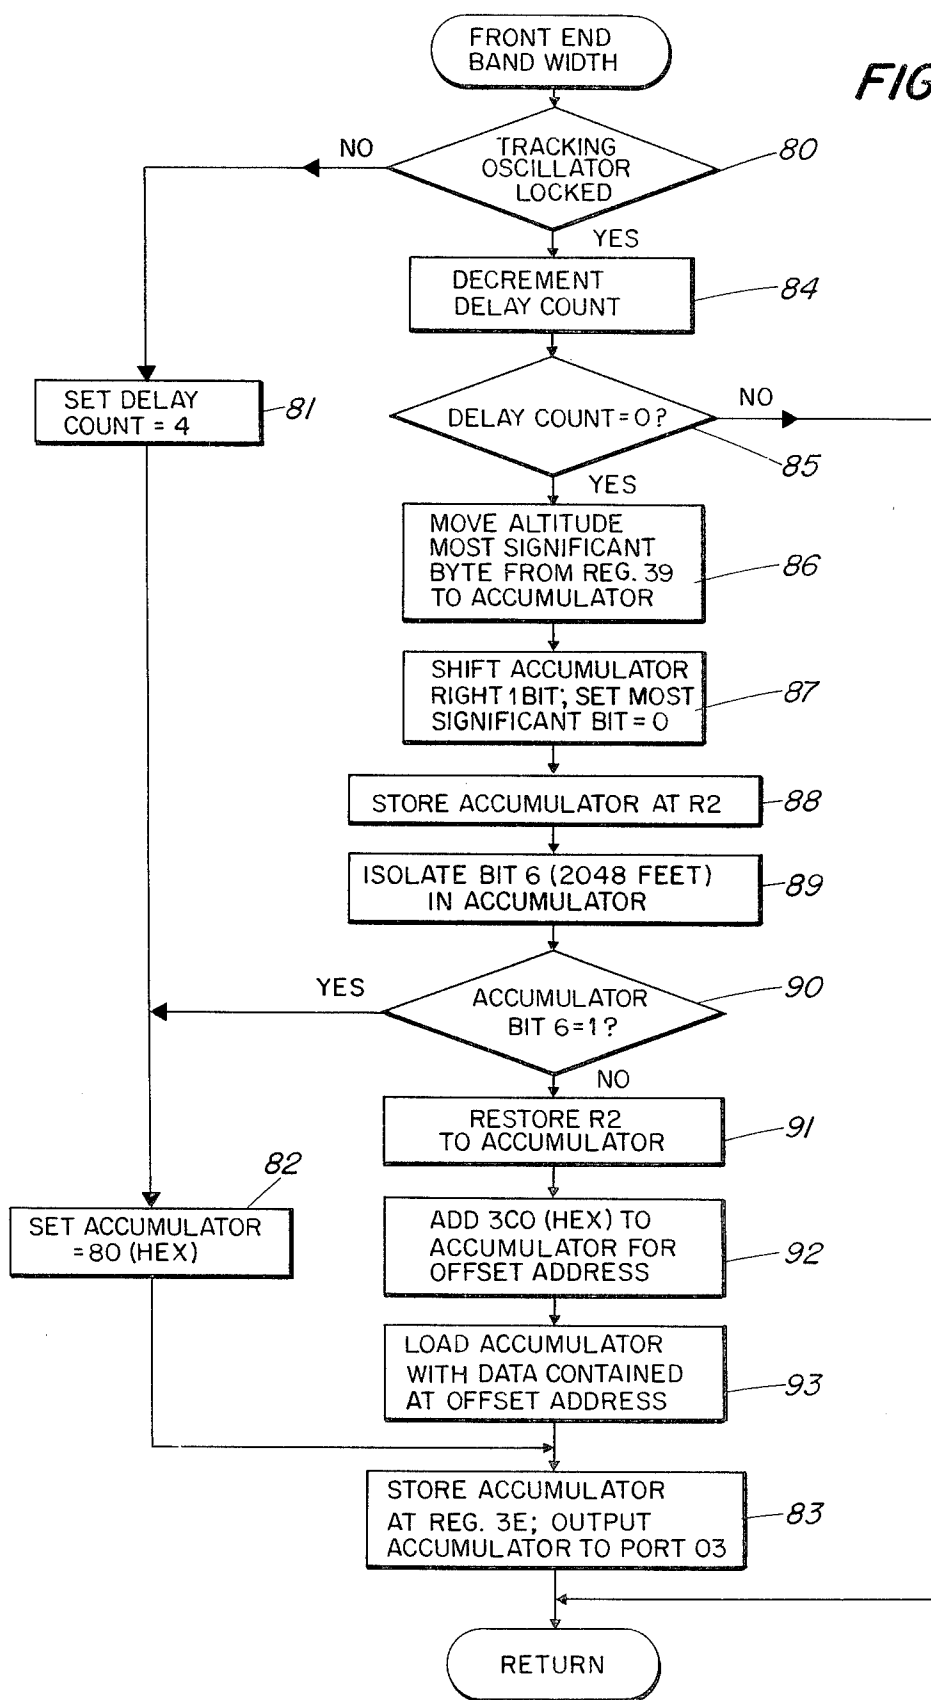 FRONT END
BAND WIDTH
FIG
NO
TRACKING
OSCILLATOR
LOCKED
80
YES
DECREMENT
DELAY COUNT
84
SET DELAY
COUNT = 4
81
DELAY COUNT = 0?
NO
85
YES
MOVE ALTITUDE
MOST SIGNIFICANT
BYTE FROM REG. 39
TO ACCUMULATOR
86
SHIFT ACCUMULATOR
RIGHT 1 BIT; SET MOST
SIGNIFICANT BIT = 0
87
STORE ACCUMULATOR AT R2
88
ISOLATE BIT 6 (2048 FEET)
IN ACCUMULATOR
89
YES
ACCUMULATOR
BIT 6=1?
90
NO
RESTORE R2
TO ACCUMULATOR
91
82
SET ACCUMULATOR
=80 (HEX)
ADD 3C0 (HEX) TO
ACCUMULATOR FOR
OFFSET ADDRESS
92
LOAD ACCUMULATOR
WITH DATA CONTAINED
AT OFFSET ADDRESS
93
STORE ACCUMULATOR
AT REG. 3E; OUTPUT
ACCUMULATOR TO PORT 03
83
RETURN